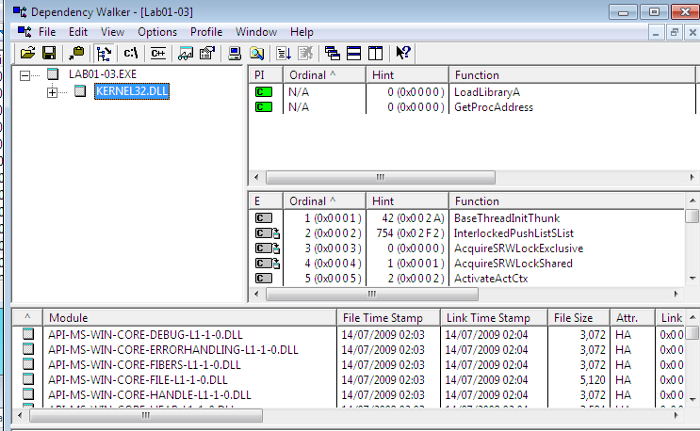 Dependency Walker - [Lab01-03]
File Edit View Options Profile Window Help
c:\ C++
LAB01-03.EXE
KERNEL32.DLL
PI Ordinal ^ Hint Function
C N/A 0 (0x0000) LoadLibraryA
C N/A 0 (0x0000) GetProcAddress
E Ordinal ^ Hint Function
C 1 (0x0001) 42 (0x002A) BaseThreadInitThunk
C 2 (0x0002) 754 (0x02F2) InterlockedPushListSList
C 3 (0x0003) 0 (0x0000) AcquireSRWLockExclusive
C 4 (0x0004) 1 (0x0001) AcquireSRWLockShared
C 5 (0x0005) 2 (0x0002) ActivateActCtx
^ Module File Time Stamp Link Time Stamp File Size Attr. Link
API-MS-WIN-CORE-DEBUG-L1-1-0.DLL 14/07/2009 02:03 14/07/2009 02:04 3,072 HA 0x00
API-MS-WIN-CORE-ERRORHANDLING-L1-1-0.DLL 14/07/2009 02:03 14/07/2009 02:04 3,072 HA 0x00
API-MS-WIN-CORE-FIBERS-L1-1-0.DLL 14/07/2009 02:03 14/07/2009 02:04 3,072 HA 0x00
API-MS-WIN-CORE-FILE-L1-1-0.DLL 14/07/2009 02:03 14/07/2009 02:04 5,120 HA 0x00
API-MS-WIN-CORE-HANDLE-L1-1-0.DLL 14/07/2009 02:03 14/07/2009 02:04 3,072 HA 0x00